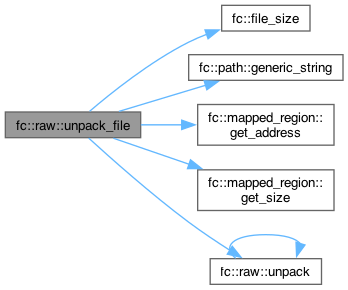 fc::file_size
fc::path::generic_string
fc::raw::unpack_file
fc::mapped_region::
get_address
fc::mapped_region::
get_size
fc::raw::unpack